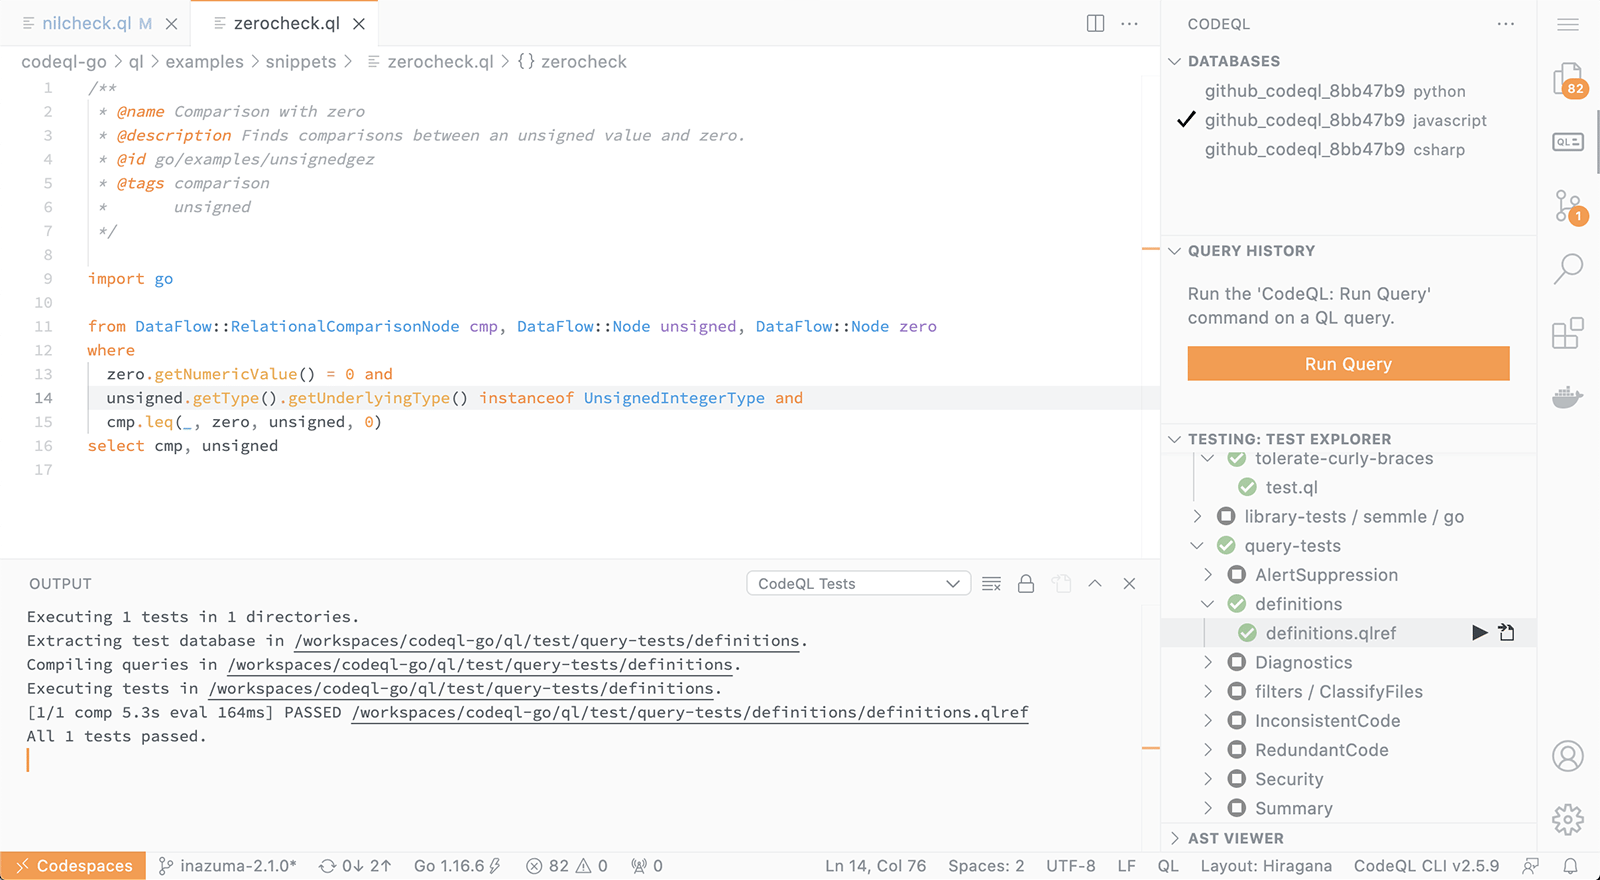 nilcheck.ql M
zerocheck.ql
codeql-go > ql > examples > snippets > zerocheck.ql > {} zerocheck
1 /**
2 * @name Comparison with zero
3 * @description Finds comparisons between an unsigned value and zero.
4 * @id go/examples/unsignedgez
5 * @tags comparison
6 * unsigned
7 */
8
9 import go
10
11 from DataFlow::RelationalComparisonNode cmp, DataFlow::Node unsigned, DataFlow::Node zero
12 where
13 zero.getNumericValue() = 0 and
14 unsigned.getType().getUnderlyingType() instanceof UnsignedIntegerType and
15 cmp.leq(_, zero, unsigned, 0)
16 select cmp, unsigned
17
OUTPUT
CodeQL Tests
Executing 1 tests in 1 directories.
Extracting test database in /workspaces/codeql-go/ql/test/query-tests/definitions.
Compiling queries in /workspaces/codeql-go/ql/test/query-tests/definitions.
Executing tests in /workspaces/codeql-go/ql/test/query-tests/definitions.
[1/1 comp 5.3s eval 164ms] PASSED /workspaces/codeql-go/ql/test/query-tests/definitions/definitions.qlref
All 1 tests passed.
CODEQL
DATABASES
github_codeql_8bb47b9 python
github_codeql_8bb47b9 javascript
github_codeql_8bb47b9 csharp
QUERY HISTORY
Run the 'CodeQL: Run Query'
command on a QL query.
Run Query
TESTING: TEST EXPLORER
tolerate-curly-braces
test.ql
library-tests / semmle / go
query-tests
AlertSuppression
definitions
definitions.qlref
Diagnostics
filters / ClassifyFiles
InconsistentCode
RedundantCode
Security
Summary
AST VIEWER
82
QL
1
Codespaces
inazuma-2.1.0*
0↓ 2↑
Go 1.16.6
82
0
0
Ln 14, Col 76
Spaces: 2
UTF-8
LF
QL
Layout: Hiragana
CodeQL CLI v2.5.9